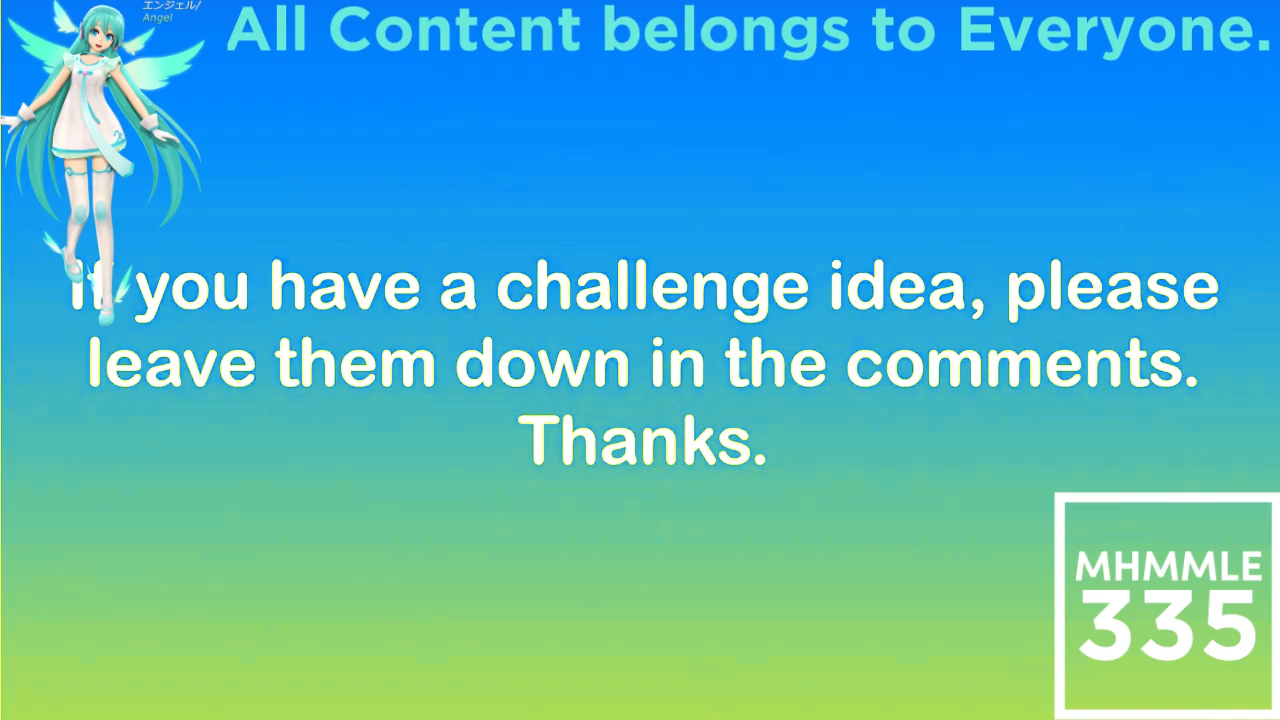 エンジェル/
Angel
All Content belongs to Everyone.
If you have a challenge idea, please
leave them down in the comments.
Thanks.
MHMMLE
335